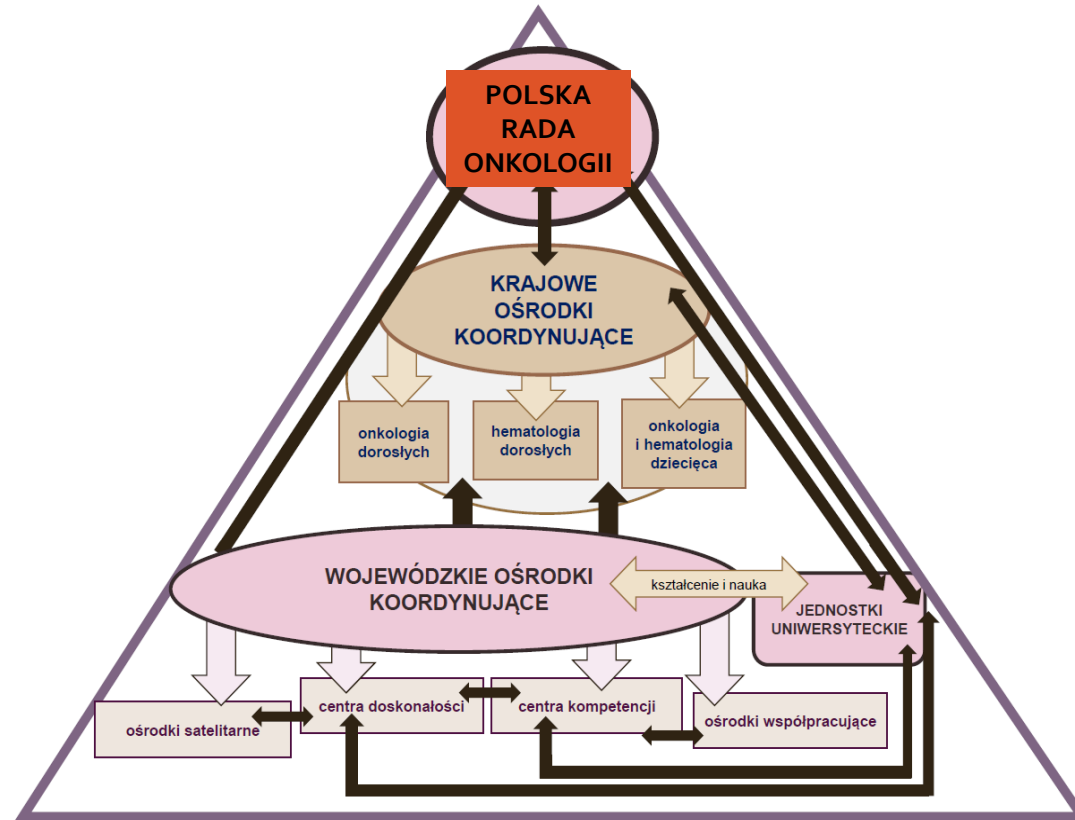 POLSKA
RADA
ONKOLOGII
KRAJOWE
OŚRODKI
KOORDYNUJĄCE
onkologia
dorosłych
hematologia
dorosłych
onkologia
i hematologia
dziecięca
WOJEWÓDZKIE OŚRODKI
KOORDYNUJĄCE
kształcenie i nauka
JEDNOSTKI
UNIWERSYTECKIE
ośrodki satelitarne
centra doskonałości
centra kompetencji
ośrodki współpracujące